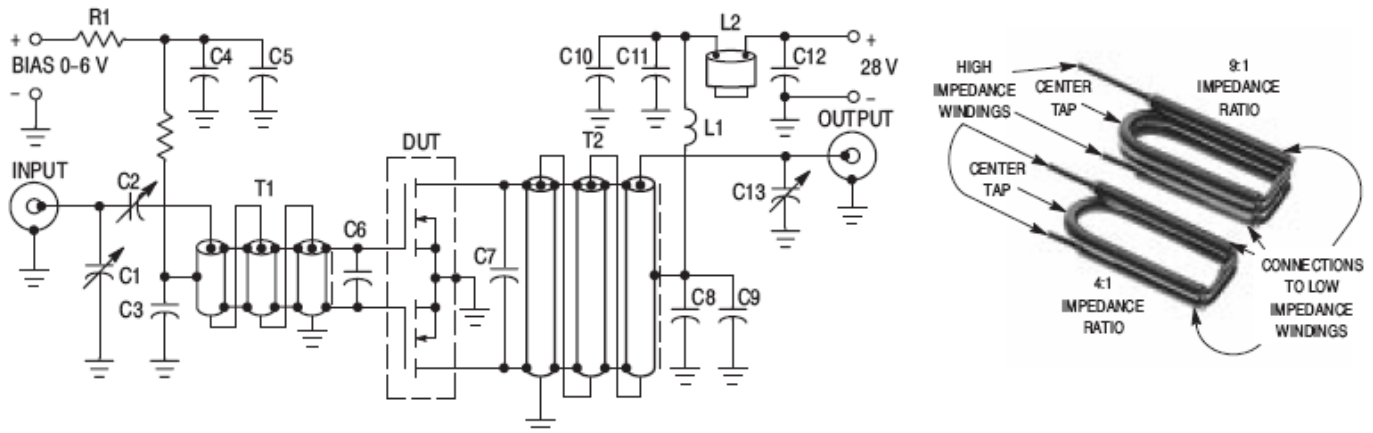 R1
+
BIAS 0–6 V
–
C4
C5
L2
C10
C11
C12
+
28 V
–
L1
DUT
T2
OUTPUT
INPUT
C2
T1
C6
C7
C13
C1
C3
C8
C9
HIGH
IMPEDANCE
WINDINGS
CENTER
TAP
9:1
IMPEDANCE
RATIO
CENTER
TAP
4:1
IMPEDANCE
RATIO
CONNECTIONS
TO LOW
IMPEDANCE
WINDINGS